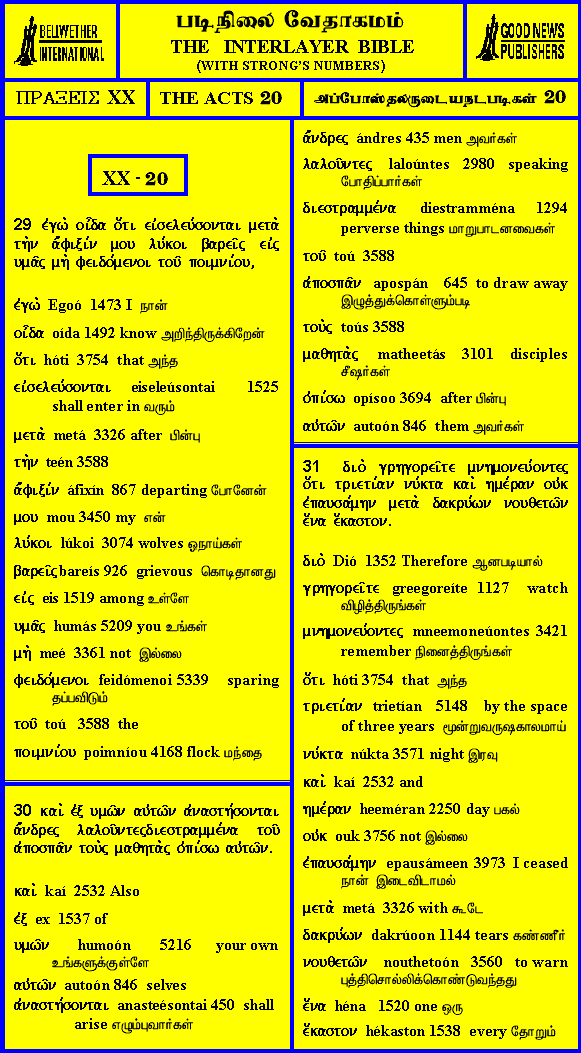 BELLWETHER
INTERNATIONAL
படிநிலை வேதாகமம்
THE INTERLAYER BIBLE
(WITH STRONG'S NUMBERS)
GOOD NEWS
PUBLISHERS
ΠΡΑΞΕΙΣ XX
THE ACTS 20
அப்போஸ்தலருடையநடபடிகள் 20
XX - 20
29 ἐγὼ οἶδα ὅτι εἰσελεύσονται μετὰ
τὴν ἄφιξίν μου λύκοι βαρεῖς εἰς
υμᾶς μὴ φειδόμενοι τοῦ ποιμνίου,
ἐγὼ Egoó 1473 I நான்
οἶδα oída 1492 know அறிந்திருக்கிறேன்
ὅτι hóti 3754 that அந்த
εἰσελεύσονται eiseleúsontai 1525
shall enter in வரும்
μετὰ metá 3326 after பின்பு
τὴν teén 3588
ἄφιξίν áfixín 867 departing போனேன்
μου mou 3450 my என்
λύκοι lúkoi 3074 wolves ஓநாய்கள்
βαρεῖς bareís 926 grievous கொடிதானது
εἰς eis 1519 among உள்ளே
υμᾶς humás 5209 you உங்கள்
μὴ meé 3361 not இல்லை
φειδόμενοι feidómenoi 5339 sparing
தப்பவிடும்
τοῦ toú 3588 the
ποιμνίου poimníou 4168 flock மந்தை
30 καὶ ἐξ υμῶν αὐτῶν ἀναστήσονται
ἄνδρες λαλοῦντεςδιεστραμμένα τοῦ
ἀποσπᾶν τοὺς μαθητὰς ὀπίσω αὐτῶν.
καὶ kaí 2532 Also
ἐξ ex 1537 of
υμῶν humoón 5216 your own
உங்களுக்குள்ளே
αὐτῶν autoón 846 selves
ἀναστήσονται anasteésontai 450 shall
arise எழும்புவார்கள்
ἄνδρες ándres 435 men அவர்கள்
λαλοῦντες laloúntes 2980 speaking
போதிப்பார்கள்
διεστραμμένα diestramména 1294
perverse things மாறுபாடனவைகள்
τοῦ toú 3588
ἀποσπᾶν apospán 645 to draw away
இழுத்துக்கொள்ளும்படி
τοὺς toús 3588
μαθητὰς matheetás 3101 disciples
சீஷர்கள்
ὀπίσω opísoo 3694 after பின்பு
αὐτῶν autoón 846 them அவர்கள்
31 διὸ γρηγορεῖτε μνημονεύοντες
ὅτι τριετίαν νύκτα καὶ ημέραν οὐκ
ἐπαυσάμην μετὰ δακρύων νουθετῶν
ἕνα ἕκαστον.
διὸ Dió 1352 Therefore ஆனபடியால்
γρηγορεῖτε greegoreíte 1127 watch
விழித்திருங்கள்
μνημονεύοντες mneemoneúontes 3421
remember நினைத்திருங்கள்
ὅτι hóti 3754 that அந்த
τριετίαν trietían 5148 by the space
of three years மூன்றுவருஷகாலமாய்
νύκτα núkta 3571 night இரவு
καὶ kaí 2532 and
ημέραν heeméran 2250 day பகல்
οὐκ ouk 3756 not இல்லை
ἐπαυσάμην epausámeen 3973 I ceased
நான் இடைவிடாமல்
μετὰ metá 3326 with கூடே
δακρύων dakrúoon 1144 tears கண்ணீர்
νουθετῶν nouthetoón 3560 to warn
புத்திசொல்லிக்கொண்டுவந்தது
ἕνα héna 1520 one ஒரு
ἕκαστον hékaston 1538 every தோறும்